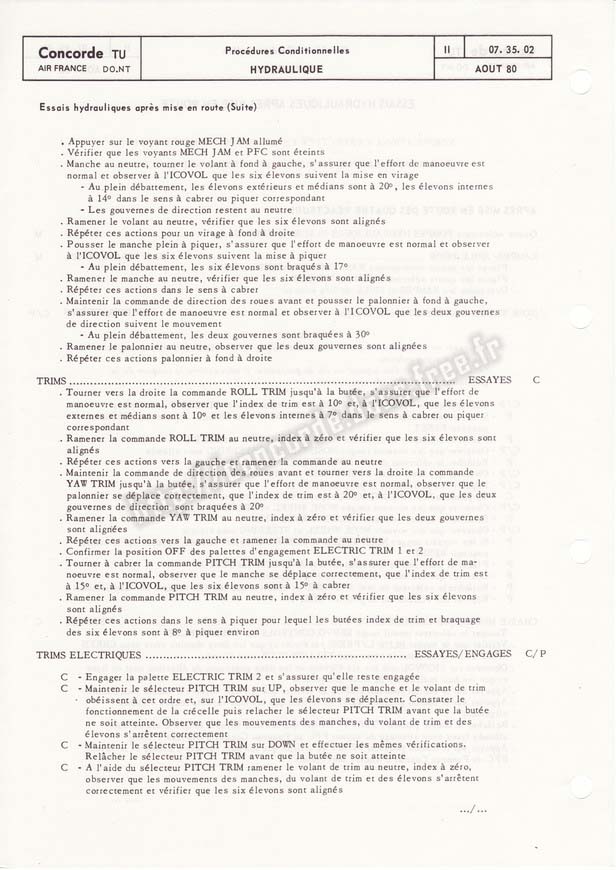 Concorde TU
AIR FRANCE DO.NT
Procédures Conditionnelles
HYDRAULIQUE
II
07. 35. 02
AOUT 80
Essais hydrauliques après mise en route (Suite)
. Appuyer sur le voyant rouge MECH JAM allumé
. Vérifier que les voyants MECH JAM et PFC sont éteints
. Manche au neutre, tourner le volant à fond à gauche, s'assurer que l'effort de manoeuvre est
normal et observer à l'ICOVOL que les six élevons suivent la mise en virage
- Au plein débattement, les élevons extérieurs et médians sont à 20°, les élevons internes
à 14° dans le sens à cabrer ou piquer correspondant
- Les gouvernes de direction restent au neutre
. Ramener le volant au neutre, vérifier que les six élevons sont alignés
. Répéter ces actions pour un virage à fond à droite
. Pousser le manche plein à piquer, s'assurer que l'effort de manoeuvre est normal et observer
à l'ICOVOL que les six élevons suivent la mise à piquer
- Au plein débattement, les six élevons sont braqués à 17°
. Ramener le manche au neutre, vérifier que les six élevons sont alignés
. Répéter ces actions dans le sens à cabrer
. Maintenir la commande de direction des roues avant et pousser le palonnier à fond à gauche,
s'assurer que l'effort de manoeuvre est normal et observer à l'ICOVOL que les deux gouvernes
de direction suivent le mouvement
- Au plein débattement, les deux gouvernes sont braquées à 30°
. Ramener le palonnier au neutre, observer que les deux gouvernes sont alignées
. Répéter ces actions palonnier à fond à droite
TRIMS ........ ESSAYES C
. Tourner vers la droite la commande ROLL TRIM jusqu'à la butée, s'assurer que l'effort de
manoeuvre est normal, observer que l'index de trim est à 10° et, à l'ICOVOL, que les élevons
externes et médians sont à 10° et les élevons internes à 7° dans le sens à cabrer ou piquer
correspondant
. Ramener la commande ROLL TRIM au neutre, index à zéro et vérifier que les six élevons sont
alignés
. Répéter ces actions vers la gauche et ramener la commande au neutre
. Maintenir la commande de direction des roues avant et tourner vers la droite la commande
YAW TRIM jusqu'à la butée, s'assurer que l'effort de manoeuvre est normal, observer que le
palonnier se déplace correctement, que l'index de trim est à 20° et, à l'ICOVOL, que les deux
gouvernes de direction sont braquées à 20°
. Ramener la commande YAW TRIM au neutre, index à zéro et vérifier que les deux gouvernes
sont alignées
. Répéter ces actions vers la gauche et ramener la commande au neutre
. Confirmer la position OFF des palettes d'engagement ELECTRIC TRIM 1 et 2
. Tourner à cabrer la commande PITCH TRIM jusqu'à la butée, s'assurer que l'effort de ma-
noeuvre est normal, observer que le manche se déplace correctement, que l'index de trim est
à 15° et, à l'ICOVOL, que les six élevons sont à 15° à cabrer
. Ramener la commande PITCH TRIM au neutre, index à zéro et vérifier que les six élevons
sont alignés
. Répéter ces actions dans le sens à piquer pour lequel les butées index de trim et braquage
des six élevons sont à 8° à piquer environ
TRIMS ELECTRIQUES ........ ESSAYES/ENGAGES C/P
C - Engager la palette ELECTRIC TRIM 2 et s'assurer qu'elle reste engagée
C - Maintenir le sélecteur PITCH TRIM sur UP, observer que le manche et le volant de trim
obéissent à cet ordre et, sur l'ICOVOL, que les élevons se déplacent. Constater le
fonctionnement de la crécelle puis relacher le sélecteur PITCH TRIM avant que la butée
ne soit atteinte. Observer que les mouvements des manches, du volant de trim et des
élevons s'arrêtent correctement
C - Maintenir le sélecteur PITCH TRIM sur DOWN et effectuer les mêmes vérifications.
Relâcher le sélecteur PITCH TRIM avant que la butée ne soit atteinte
C - A l'aide du sélecteur PITCH TRIM ramener le volant de trim au neutre, index à zéro,
observer que les mouvements des manches, du volant de trim et des élevons s'arrêtent
correctement et vérifier que les six élevons sont alignés
.../...